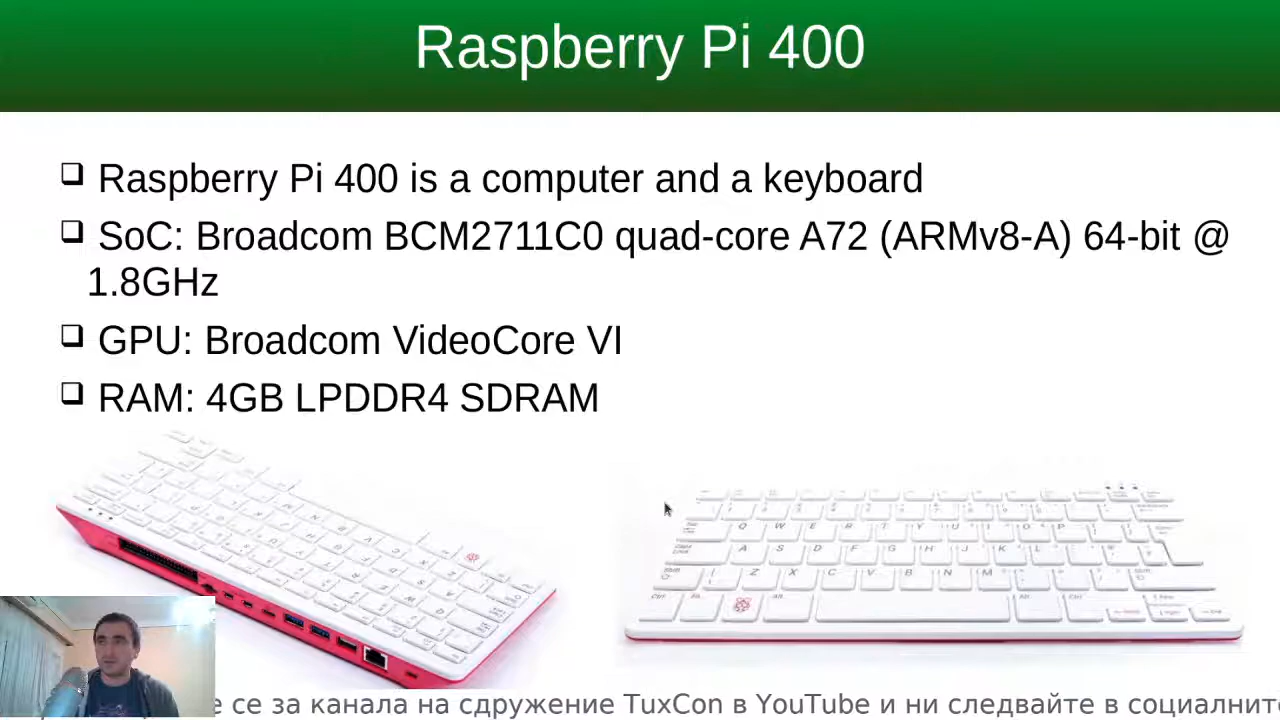 Raspberry Pi 400
Raspberry Pi 400 is a computer and a keyboard
SoC: Broadcom BCM2711C0 quad-core A72 (ARMv8-A) 64-bit @
1.8GHz
GPU: Broadcom VideoCore VI
RAM: 4GB LPDDR4 SDRAM
се за канала на сдружение TuxCon в YouTube и ни следвайте в